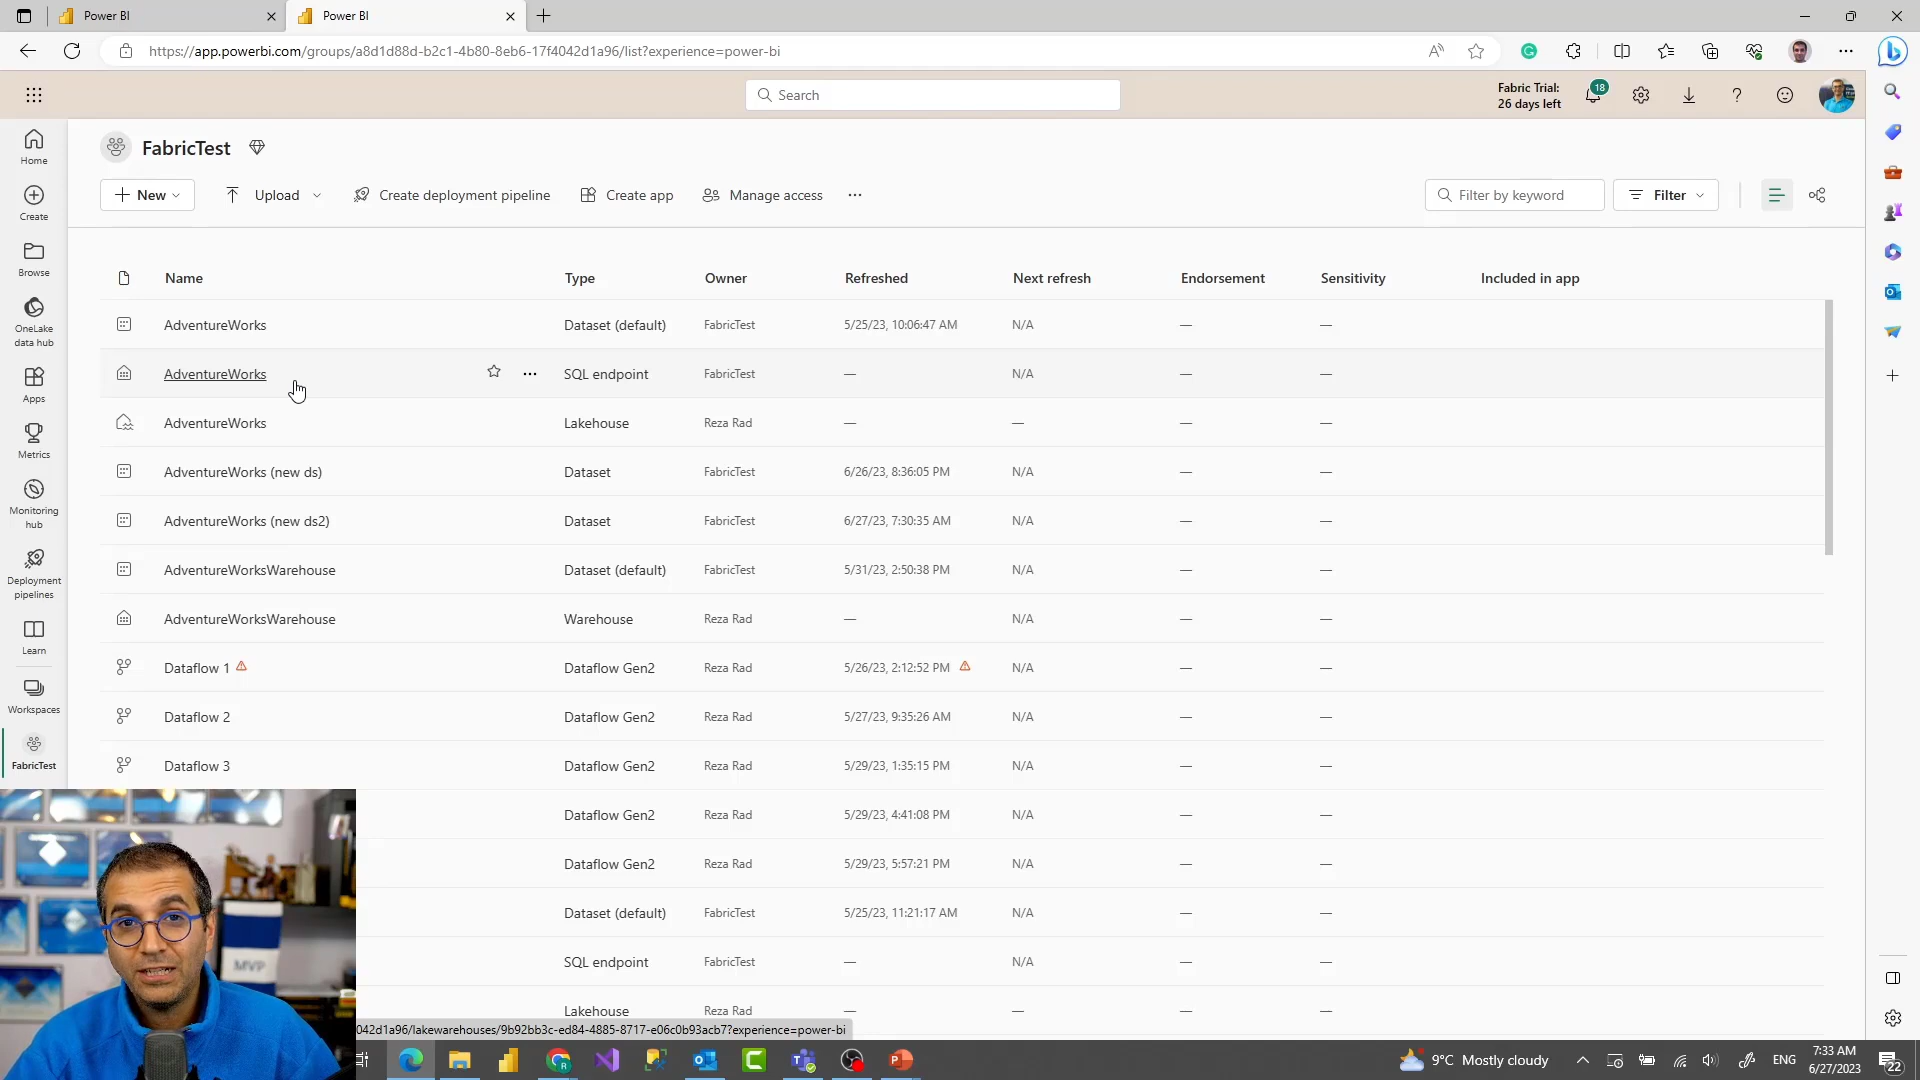 Power BI
Power BI
https://app.powerbi.com/groups/a8d1d88d-b2c1-4b80-8eb6-17f4042d1a96/list?experience=power-bi
Search
Fabric Trial:
26 days left
18
FabricTest
New
Upload
Create deployment pipeline
Create app
Manage access
Filter by keyword
Filter
Home
Create
Browse
OneLake
data hub
Apps
Metrics
Monitoring
hub
Deployment
pipelines
Learn
Workspaces
FabricTest
Name Type Owner Refreshed Next refresh Endorsement Sensitivity Included in app
AdventureWorks Dataset (default) FabricTest 5/25/23, 10:06:47 AM N/A — —
AdventureWorks SQL endpoint FabricTest — N/A — —
AdventureWorks Lakehouse Reza Rad — — — —
AdventureWorks (new ds) Dataset FabricTest 6/26/23, 8:36:05 PM N/A — —
AdventureWorks (new ds2) Dataset FabricTest 6/27/23, 7:30:35 AM N/A — —
AdventureWorksWarehouse Dataset (default) FabricTest 5/31/23, 2:50:38 PM N/A — —
AdventureWorksWarehouse Warehouse Reza Rad — N/A — —
Dataflow 1 Dataflow Gen2 Reza Rad 5/26/23, 2:12:52 PM N/A — —
Dataflow 2 Dataflow Gen2 Reza Rad 5/27/23, 9:35:26 AM N/A — —
Dataflow 3 Dataflow Gen2 Reza Rad 5/29/23, 1:35:15 PM N/A — —
Dataflow Gen2 Reza Rad 5/29/23, 4:41:08 PM N/A — —
Dataflow Gen2 Reza Rad 5/29/23, 5:57:21 PM N/A — —
Dataset (default) FabricTest 5/25/23, 11:21:17 AM N/A — —
SQL endpoint FabricTest — N/A — —
Lakehouse Reza Rad — — — —
MVP
042d1a96/lakewarehouses/9b92bb3c-ed84-4885-8717-e06c0b93acb7?experience=power-bi
9°C Mostly cloudy
ENG
7:33 AM
6/27/2023
22